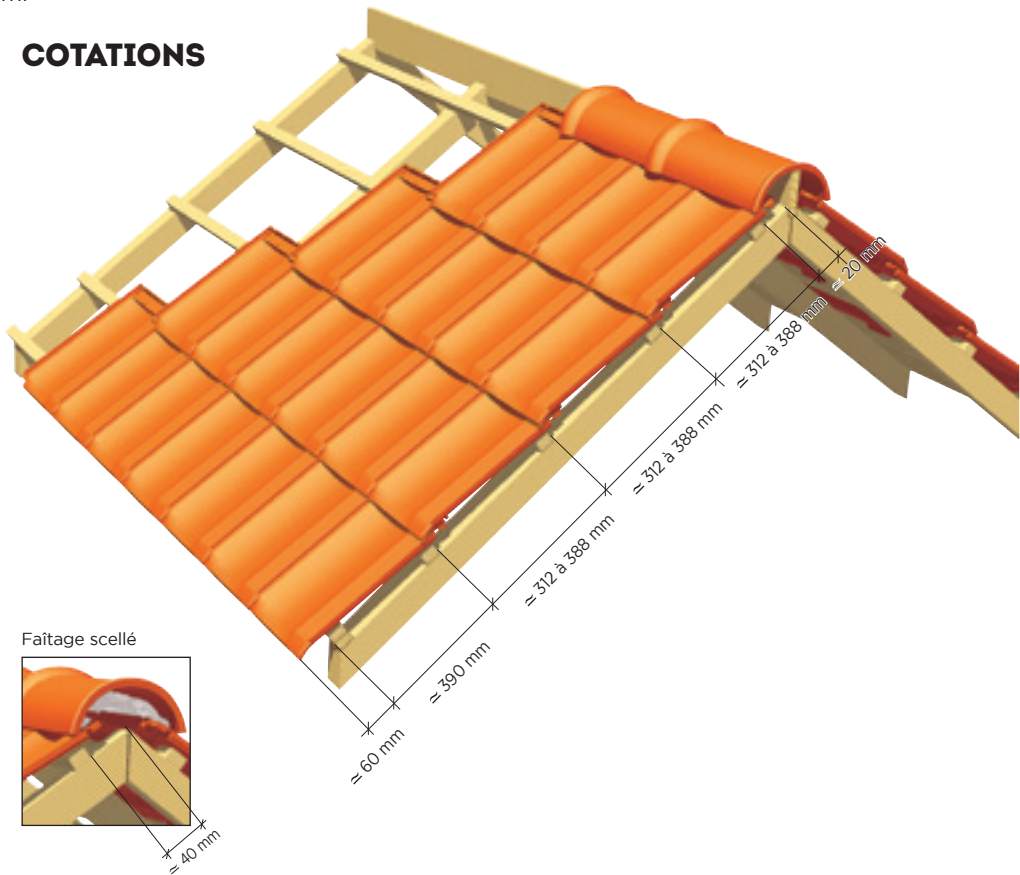 COTATIONS
≃ 20 mm
≃ 312 à 388 mm
≃ 312 à 388 mm
≃ 312 à 388 mm
≃ 390 mm
≃ 60 mm
Faîtage scellé
≃ 40 mm